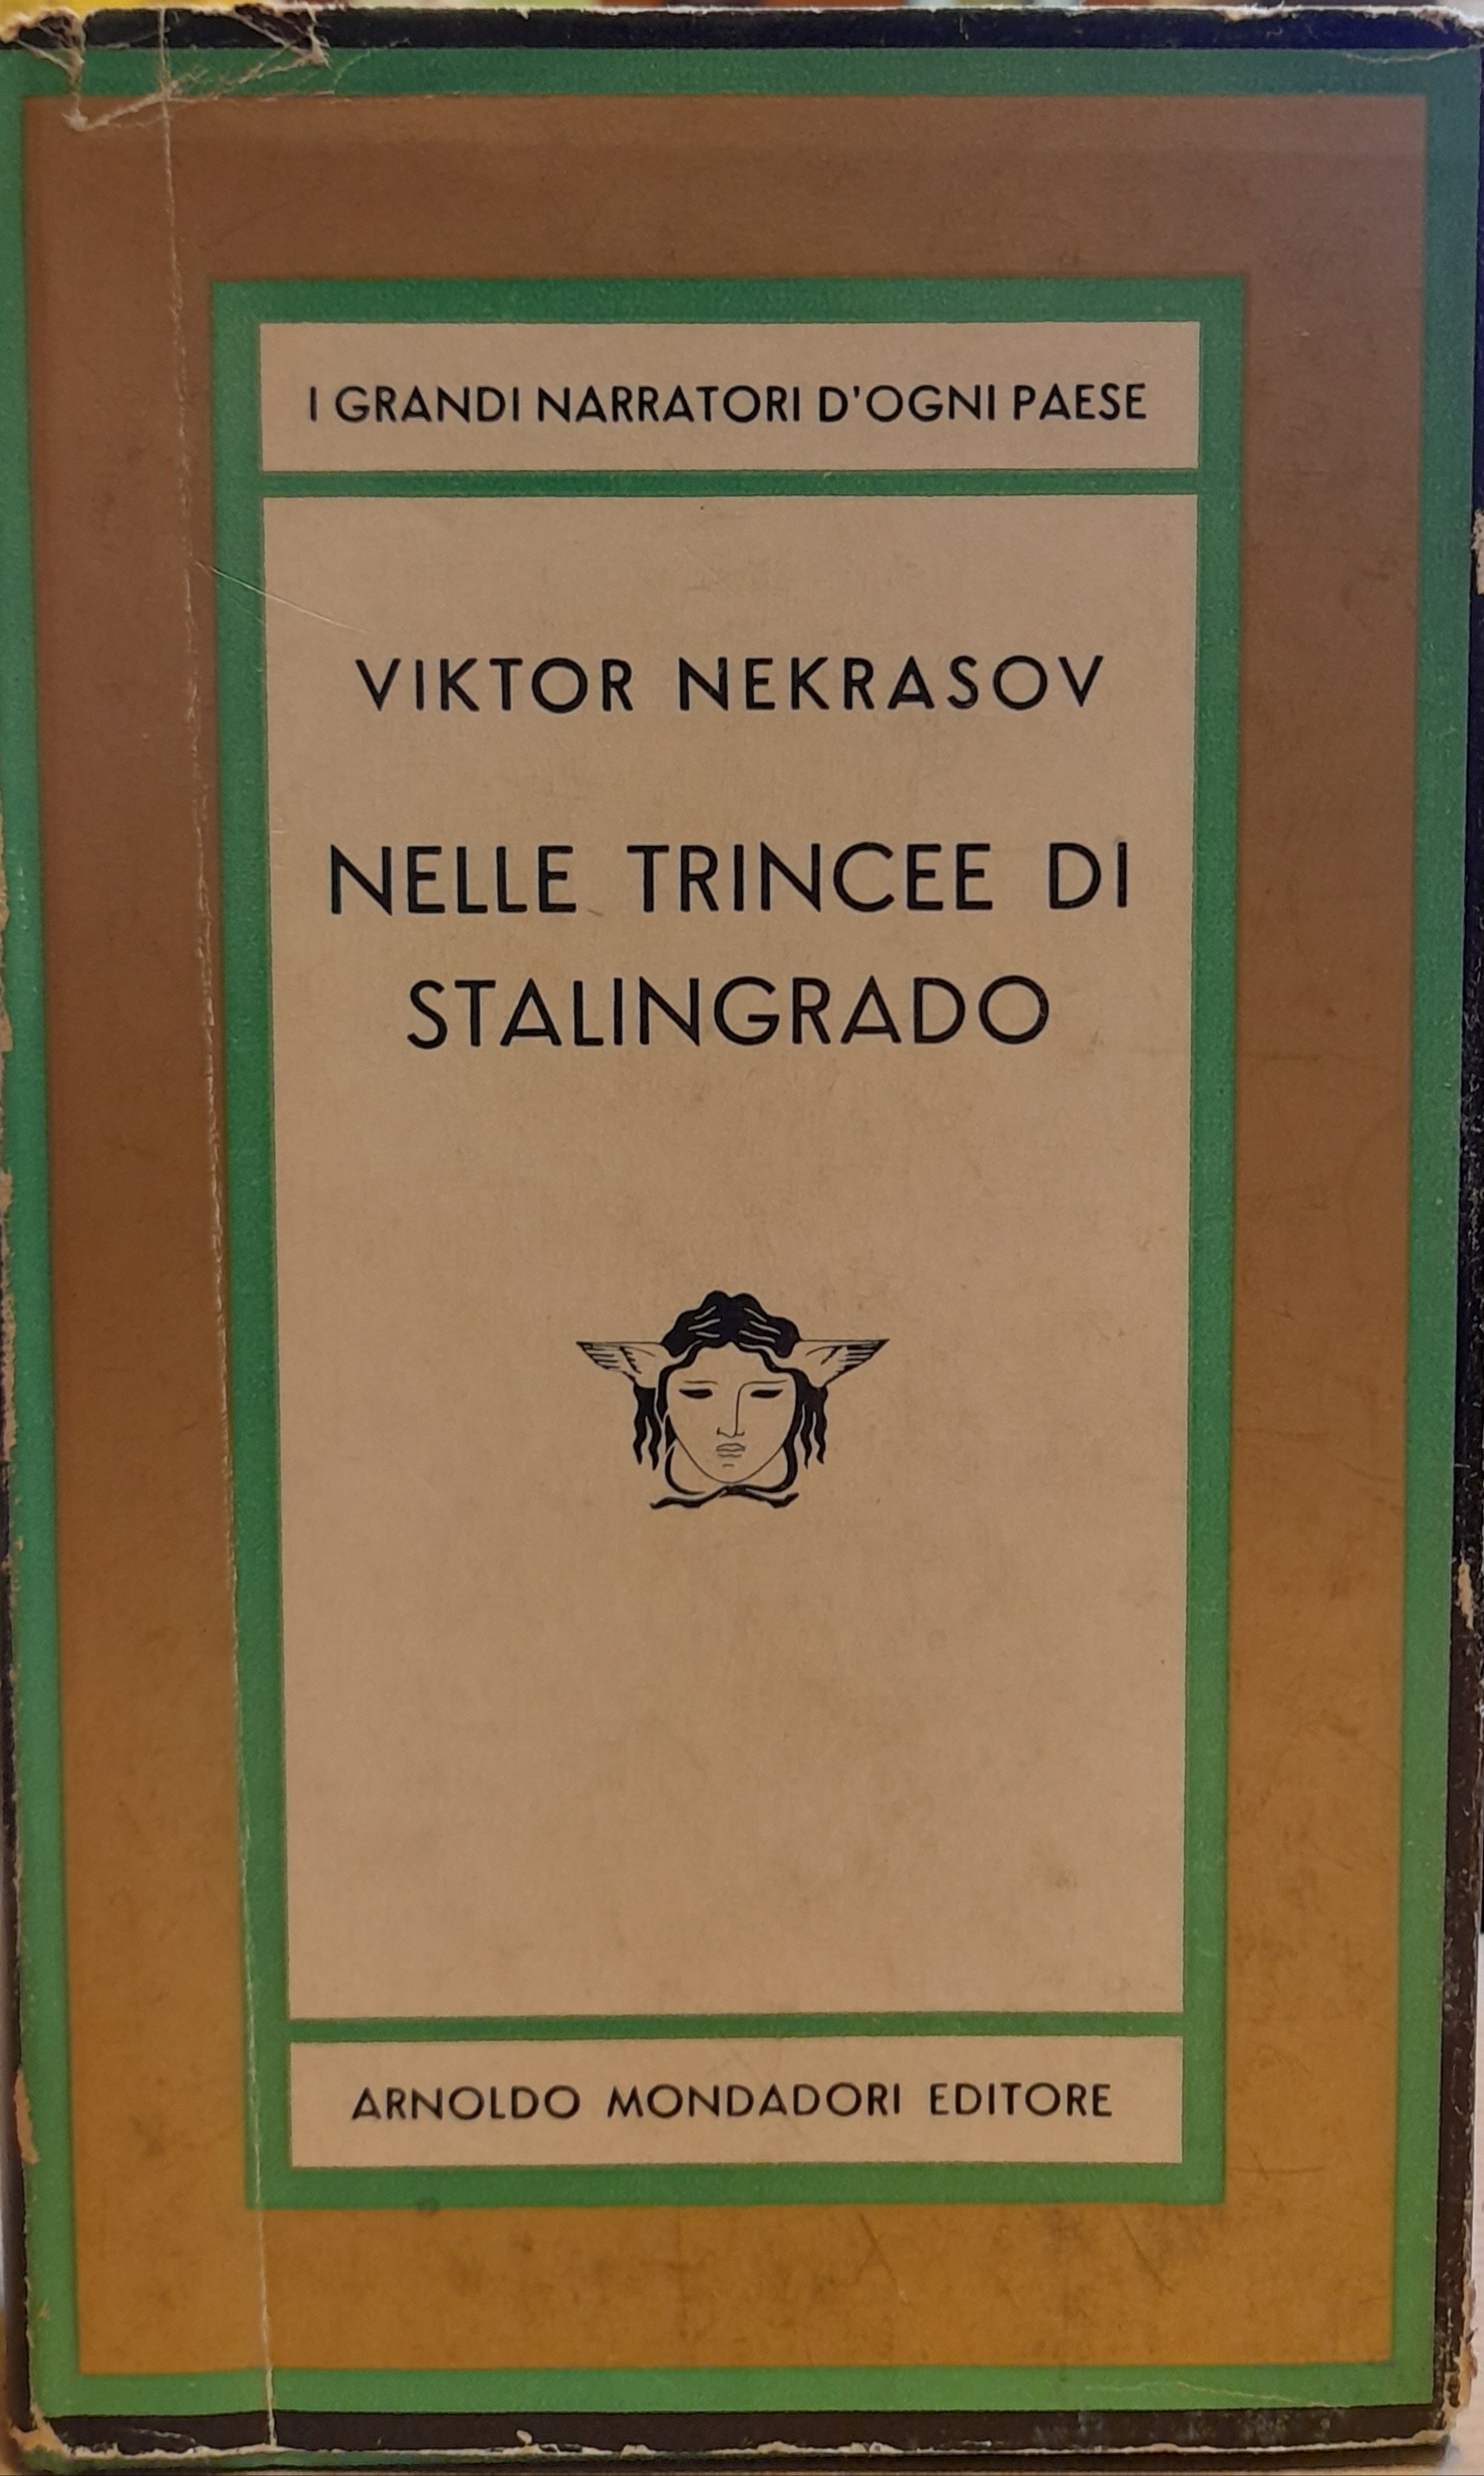 I GRANDI NARRATORI D'OGNI PAESE
VIKTOR NEKRASOV
NELLE TRINCEE DI
STALINGRADO
ARNOLDO MONDADORI EDITORE